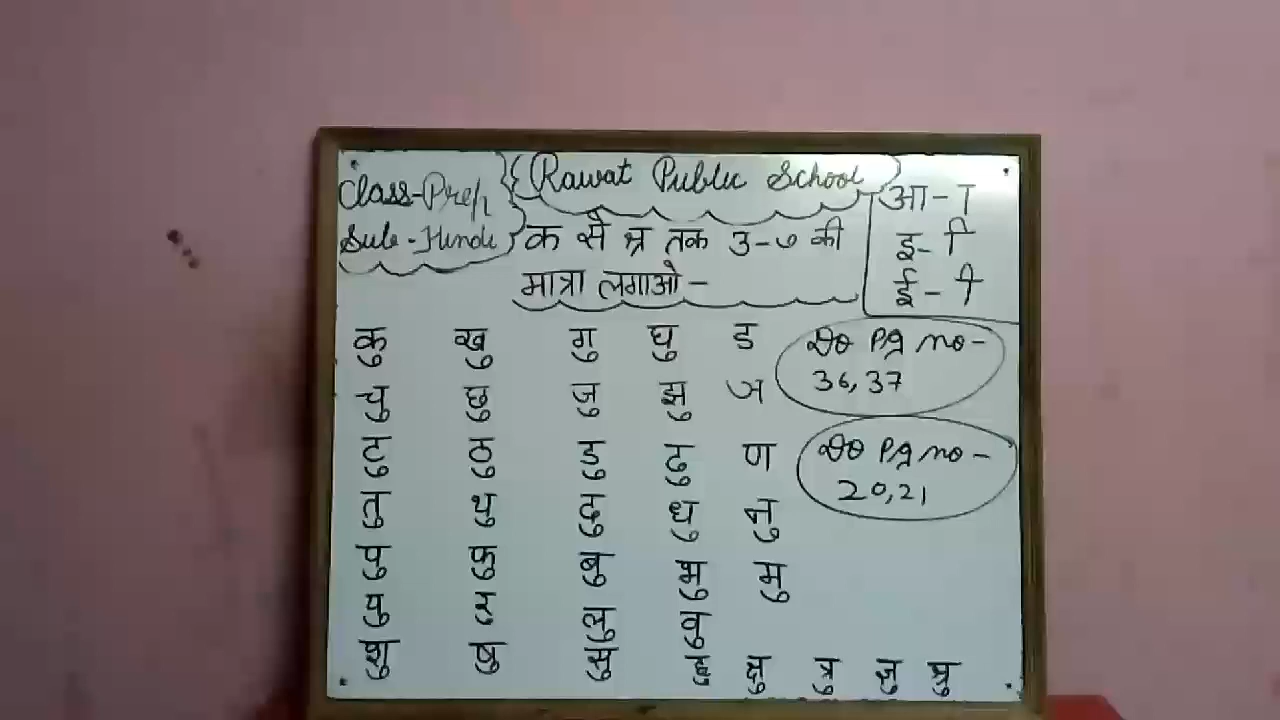 Rawat Public School
Class-Prep
Sub-Hindi
क से श्र तक उ - ु की
मात्रा लगाओ -
आ - ा
इ - ि
ई - ी
कु खु गु घु ड
चु छु जु झु ञ
टु ठु डु ढु ण
तु थु दु धु नु
पु फु बु भु मु
यु रु लु वु
शु षु सु हु क्षु त्रु ज्ञु श्रु
Do Pg no -
36, 37
Do Pg no -
20, 21